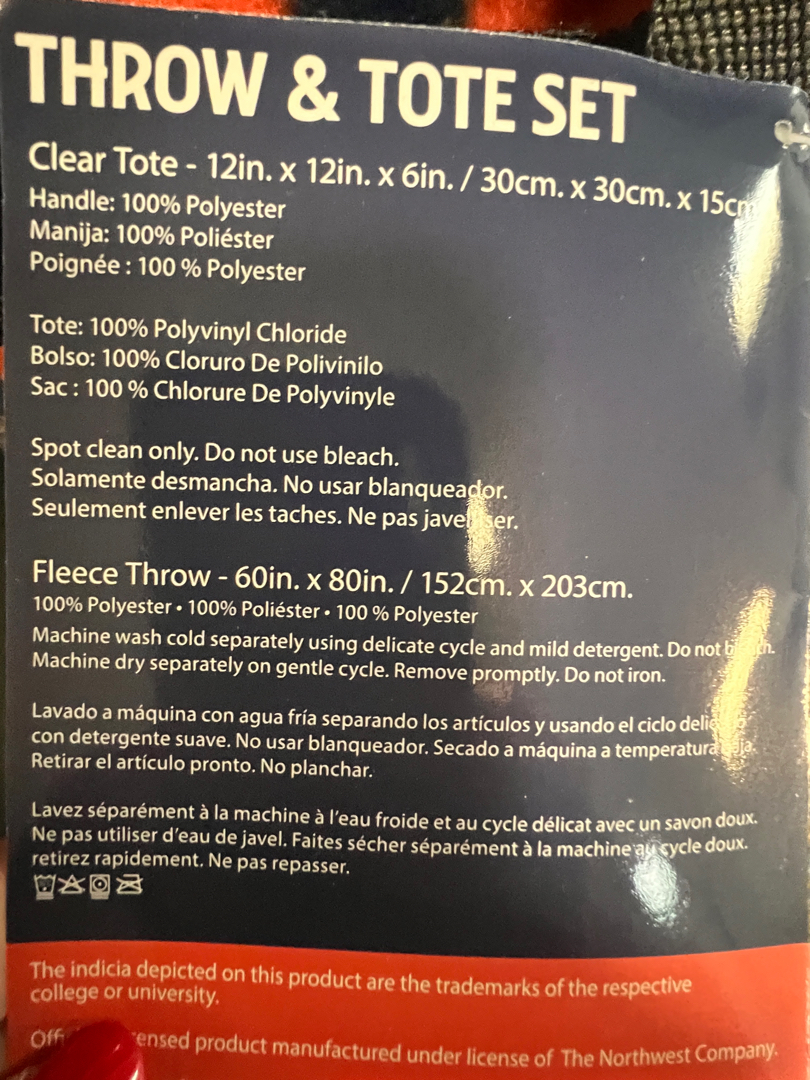 THROW & TOTE SET
Clear Tote - 12in. x 12in. x 6in. / 30cm. x 30cm. x 15cm
Handle: 100% Polyester
Manija: 100% Poliéster
Poignée : 100 % Polyester
Tote: 100% Polyvinyl Chloride
Bolso: 100% Cloruro De Polivinilo
Sac : 100 % Chlorure De Polyvinyle
Spot clean only. Do not use bleach.
Solamente desmancha. No usar blanqueador.
Seulement enlever les taches. Ne pas
Fleece Throw - 60in. x 80in. / 152cm. x 203cm.
100% Polyester • 100% Poliéster • 100 % Polyester
Machine wash cold separately using delicate cycle and mild detergent. Do not
Machine dry separately on gentle cycle. Remove promptly. Do not iron.
Lavado a máquina con agua fría separando los artículos y usando el ciclo
con detergente suave. No usar blanqueador. Secado a máquina a temperatura
Retirar el artículo pronto. No planchar.
Lavez séparément à la machine à l'eau froide et au cycle délicat avec un savon doux.
Ne pas utiliser d'eau de javel. Faites sécher séparément à la machine au cycle doux.
retirez rapidement. Ne pas repasser.
The indicia depicted on this product are the trademarks of the respective
college or university.
product manufactured under license of The Northwest Company.